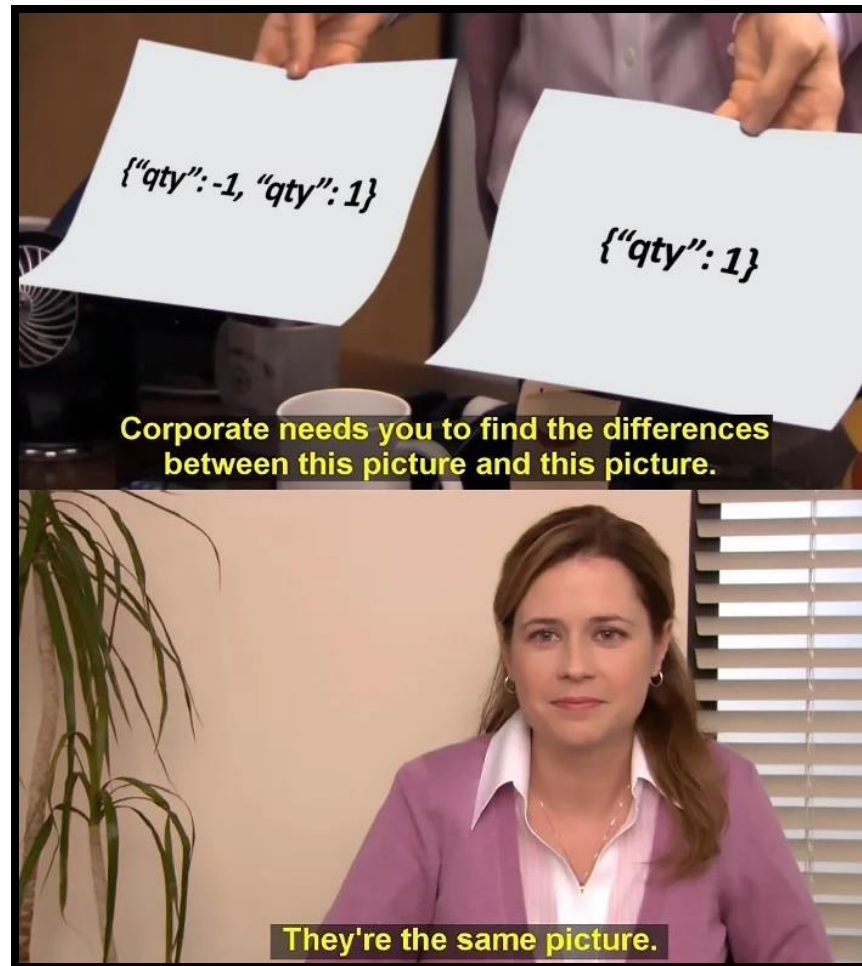 {“qty”: -1, “qty”: 1}
{“qty”: 1}
Corporate needs you to find the differences
between this picture and this picture.
They're the same picture.